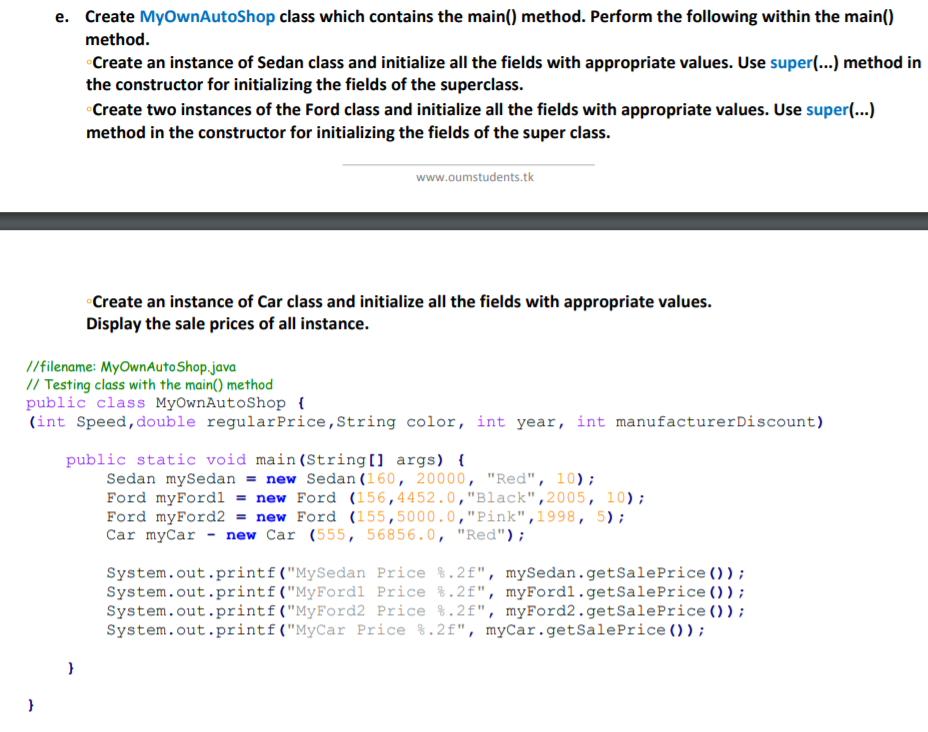 e. Create MyOwnAutoShop class which contains the main() method. Perform the following within the main()
method.
◦Create an instance of Sedan class and initialize all the fields with appropriate values. Use super(...) method in
the constructor for initializing the fields of the superclass.
◦Create two instances of the Ford class and initialize all the fields with appropriate values. Use super(...)
method in the constructor for initializing the fields of the super class.
www.oumstudents.tk
◦Create an instance of Car class and initialize all the fields with appropriate values.
Display the sale prices of all instance.
//filename: MyOwnAutoShop.java
// Testing class with the main() method
public class MyOwnAutoShop {
(int Speed,double regularPrice,String color, int year, int manufacturerDiscount)
public static void main(String[] args) {
Sedan mySedan = new Sedan(160, 20000, "Red", 10);
Ford myFord1 = new Ford (156,4452.0,"Black",2005, 10);
Ford myFord2 = new Ford (155,5000.0,"Pink",1998, 5);
Car myCar - new Car (555, 56856.0, "Red");
System.out.printf("MySedan Price %.2f", mySedan.getSalePrice());
System.out.printf("MyFord1 Price %.2f", myFord1.getSalePrice());
System.out.printf("MyFord2 Price %.2f", myFord2.getSalePrice());
System.out.printf("MyCar Price %.2f", myCar.getSalePrice());
}
}